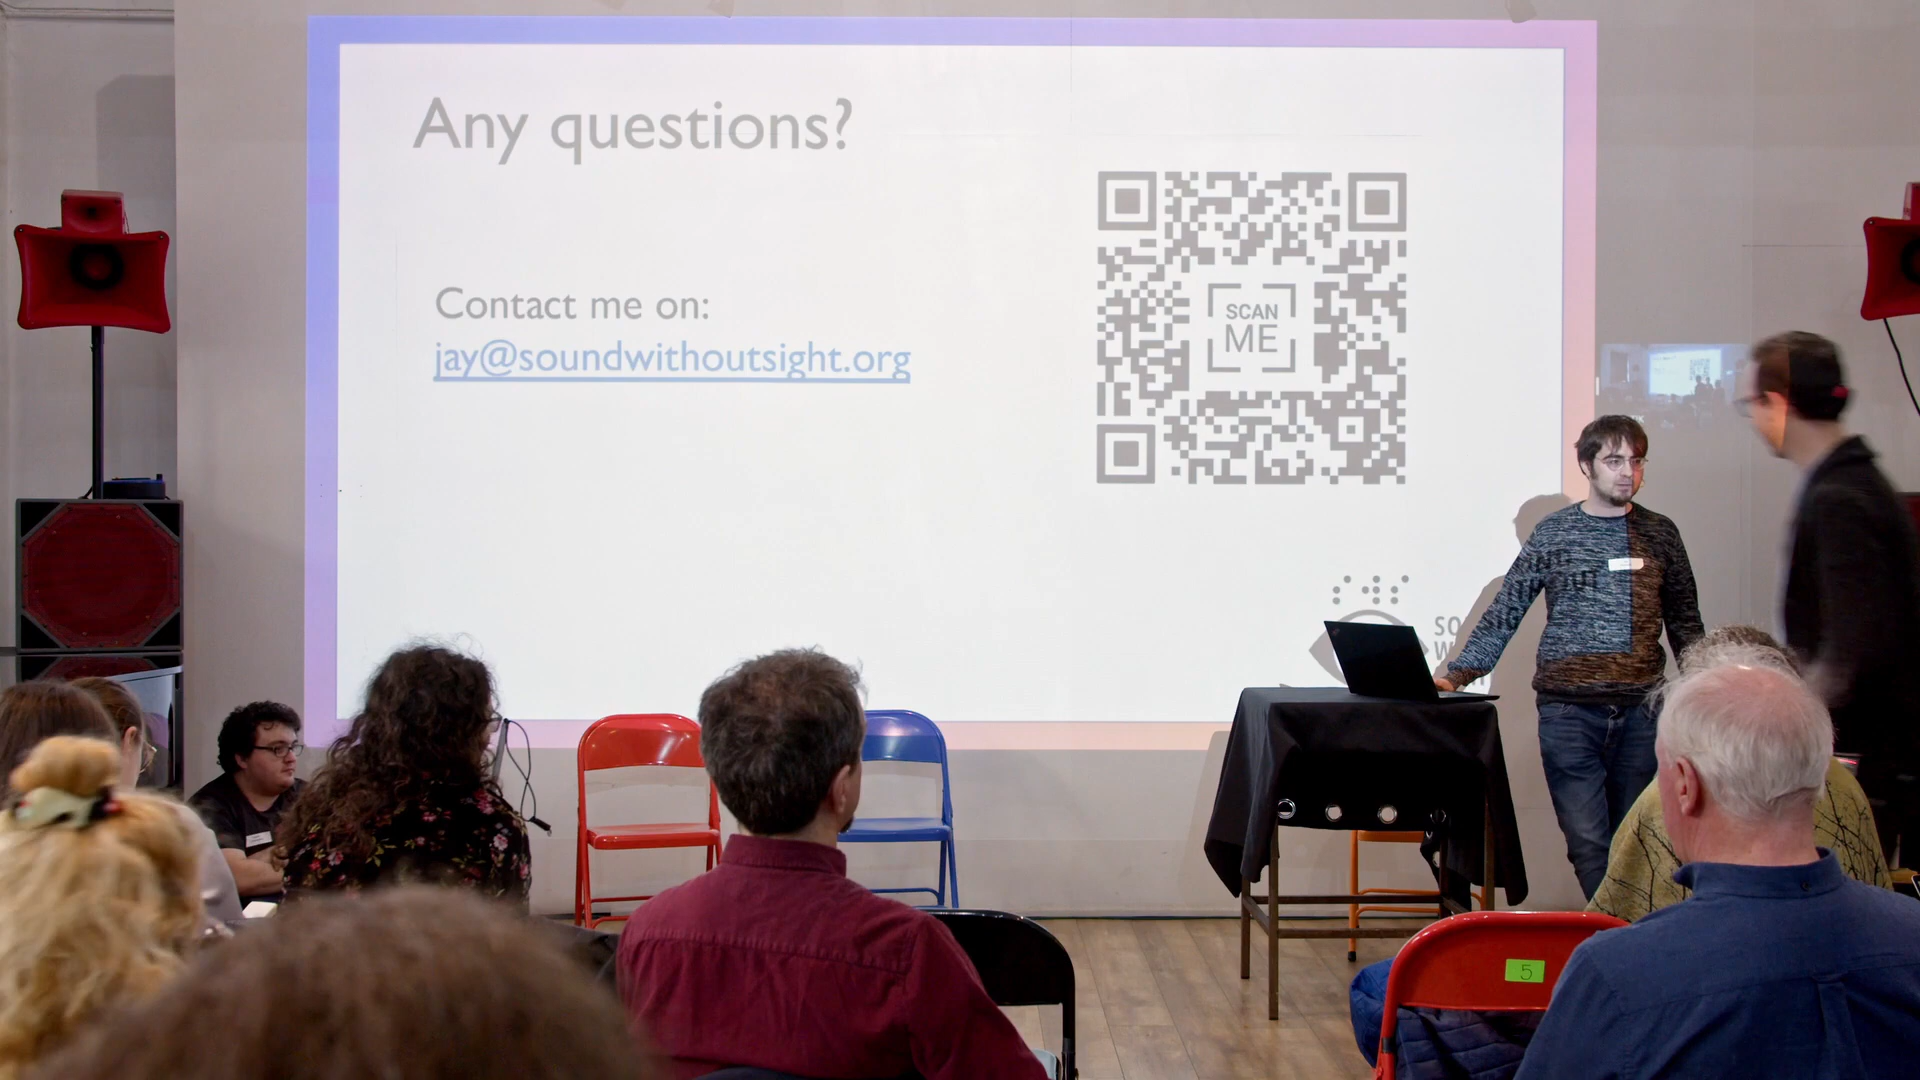 Any questions?
Contact me on:
jay@soundwithoutsight.org
SCAN
ME
5